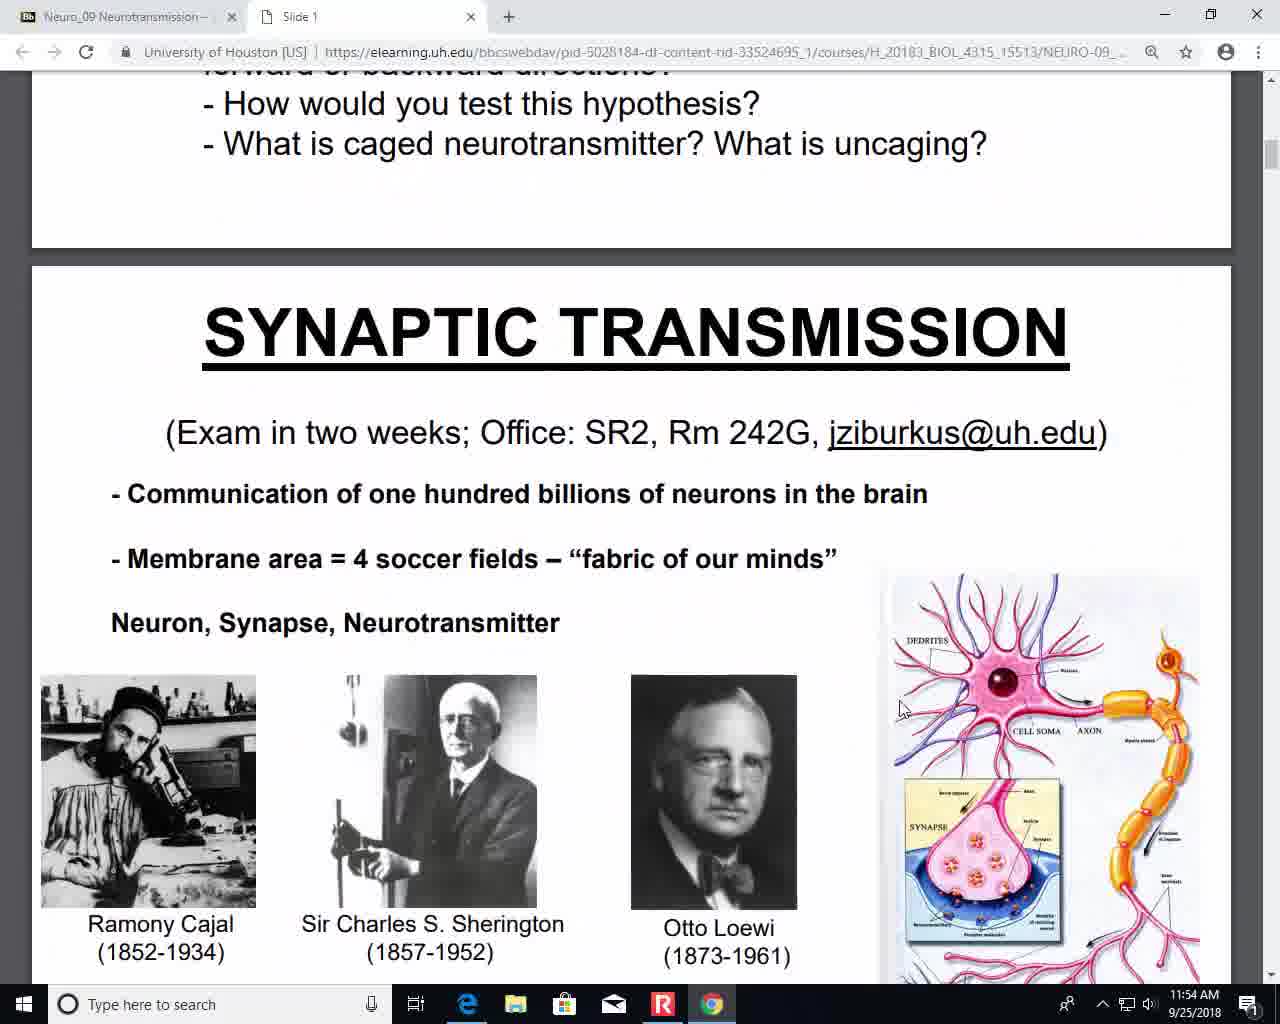 Neuro_09 Neurotransmission –
Slide 1
University of Houston [US]
https://elearning.uh.edu/bbcswebdav/pid-5028184-dt-content-rid-33524695_1/courses/H_20183_BIOL_4315_15513/NEURO-09_...
forward or backward directions?
- How would you test this hypothesis?
- What is caged neurotransmitter? What is uncaging?
SYNAPTIC TRANSMISSION
(Exam in two weeks; Office: SR2, Rm 242G, jziburkus@uh.edu)
- Communication of one hundred billions of neurons in the brain
- Membrane area = 4 soccer fields – “fabric of our minds”
Neuron, Synapse, Neurotransmitter
DEDRITES
CELL SOMA
AXON
SYNAPSE
Ramony Cajal
(1852-1934)
Sir Charles S. Sherington
(1857-1952)
Otto Loewi
(1873-1961)
Type here to search
11:54 AM
9/25/2018